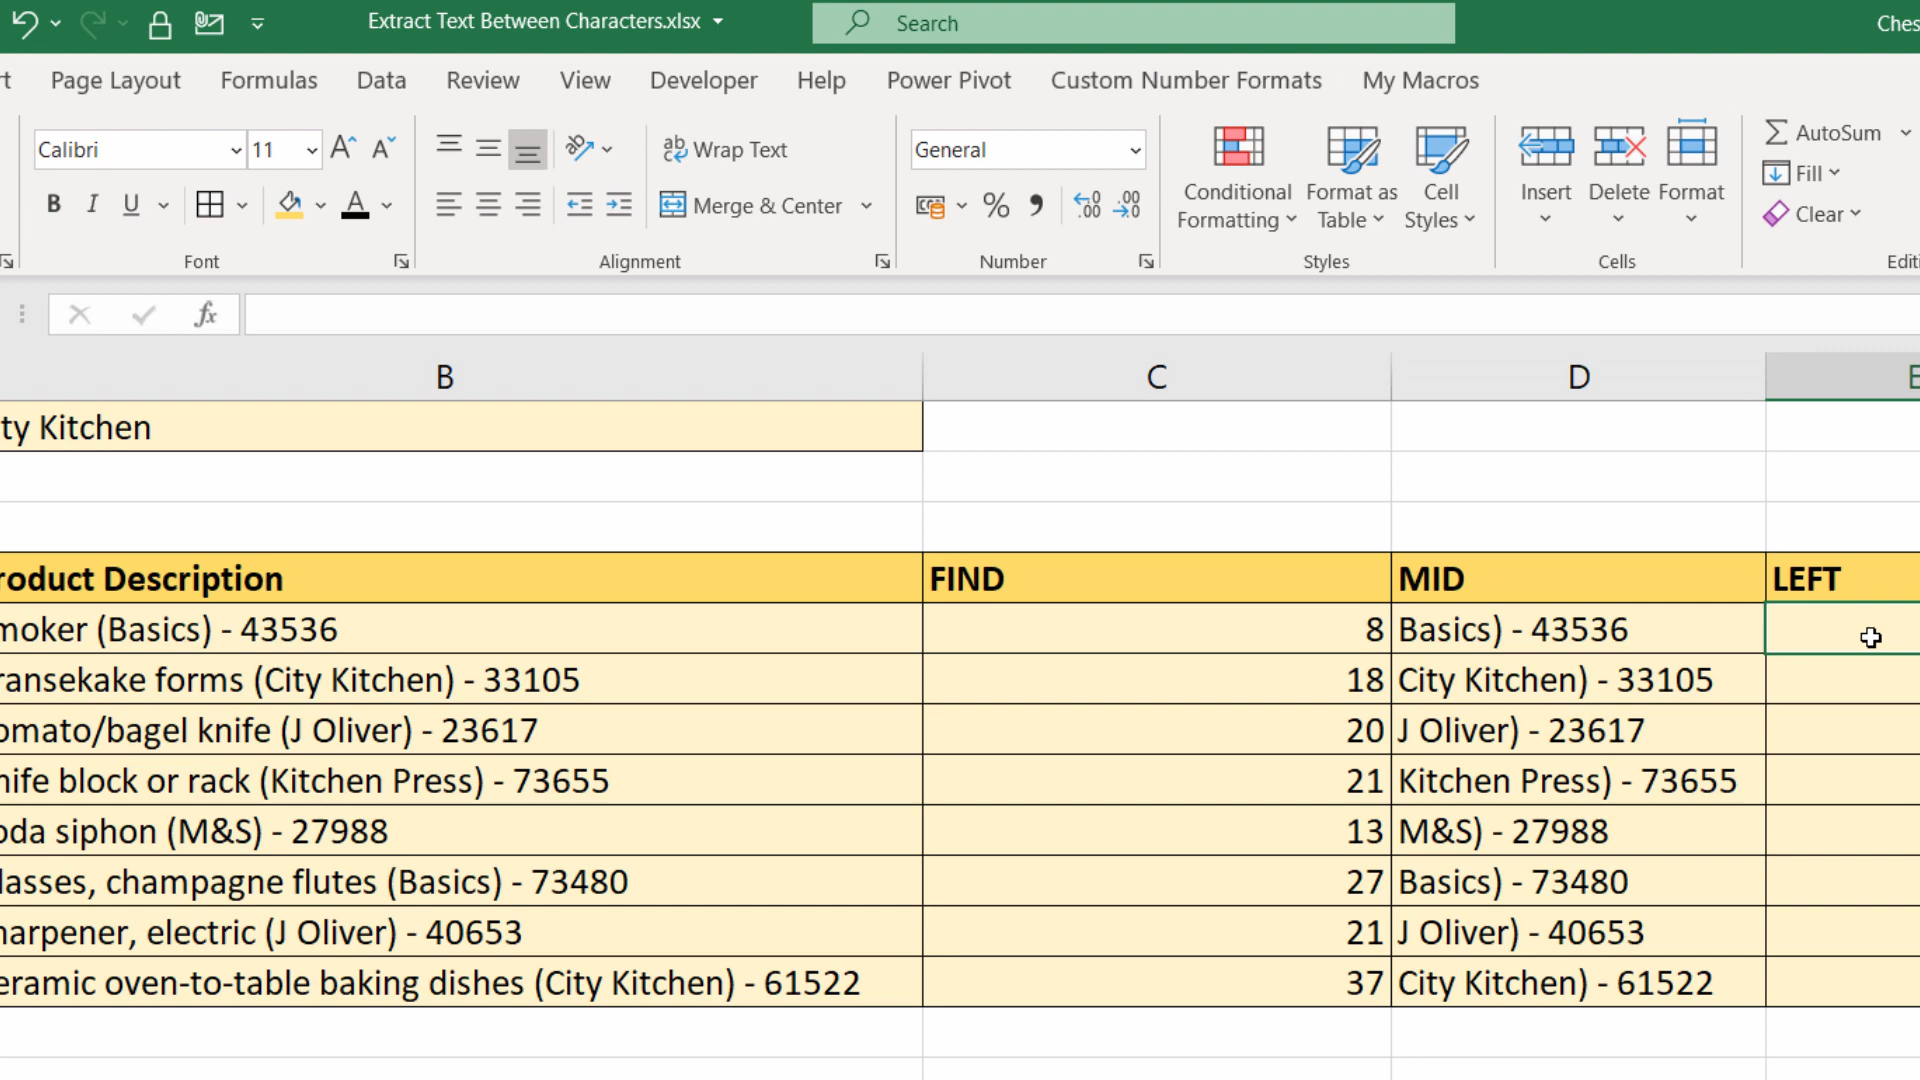 Extract Text Between Characters.xlsx Search Ches
rt Page Layout Formulas Data Review View Developer Help Power Pivot Custom Number Formats My Macros
Calibri 11 A A ab Wrap Text General Conditional Formatting Format as Table Cell Styles Insert Delete Format AutoSum
Fill
B I U A Merge & Center % Clear
Font Alignment Number Styles Cells Editi
fx
B C D E
ty Kitchen
roduct Description FIND MID LEFT
moker (Basics) - 43536 8 Basics) - 43536
ransekake forms (City Kitchen) - 33105 18 City Kitchen) - 33105
omato/bagel knife (J Oliver) - 23617 20 J Oliver) - 23617
nife block or rack (Kitchen Press) - 73655 21 Kitchen Press) - 73655
oda siphon (M&S) - 27988 13 M&S) - 27988
lasses, champagne flutes (Basics) - 73480 27 Basics) - 73480
harpener, electric (J Oliver) - 40653 21 J Oliver) - 40653
eramic oven-to-table baking dishes (City Kitchen) - 61522 37 City Kitchen) - 61522